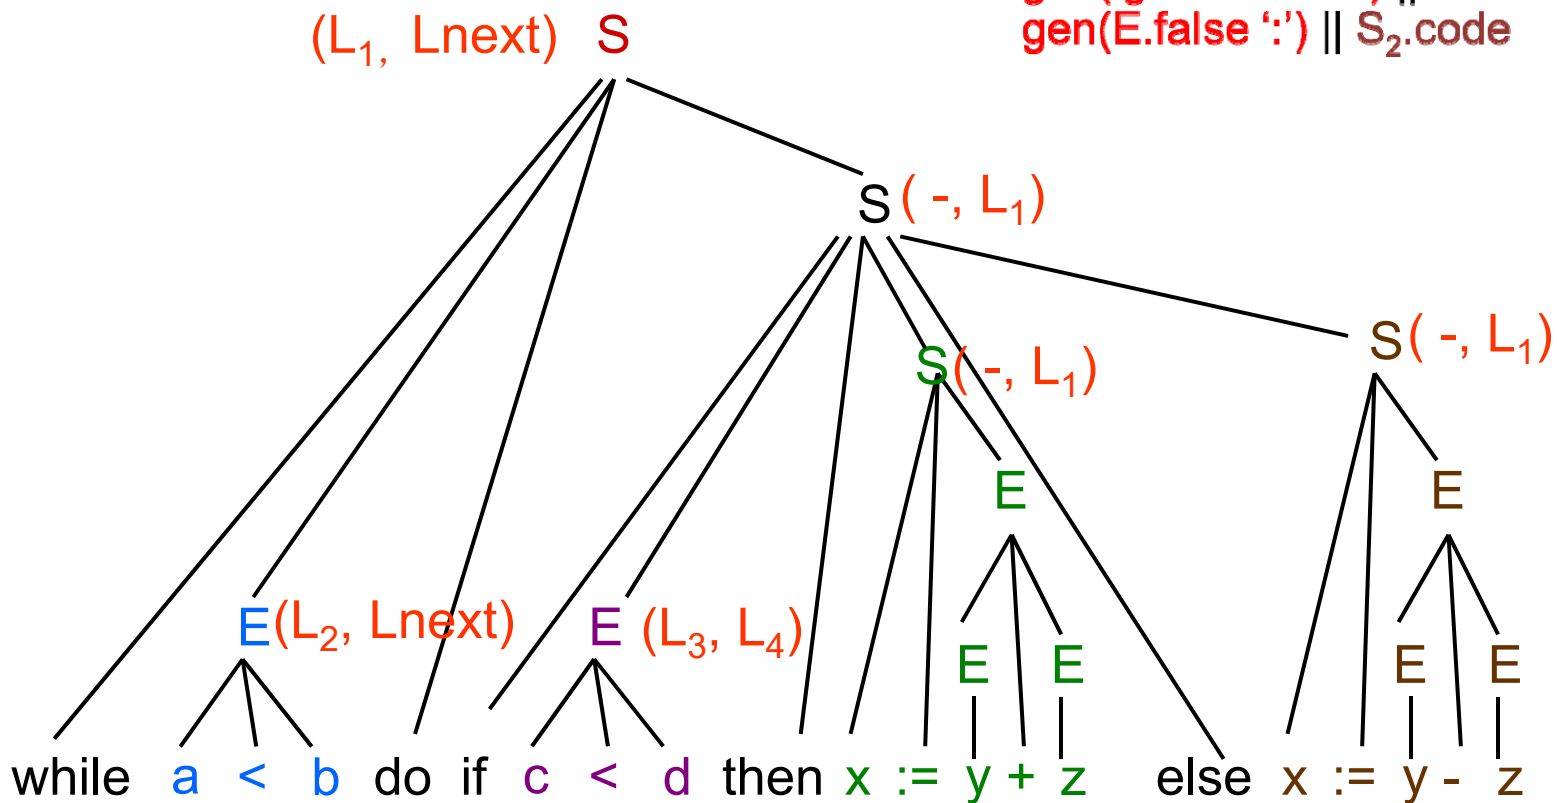 gen(E.false ‘:’) || S₂.code
(L₁, Lnext) S
S ( -, L₁)
S ( -, L₁)
S ( -, L₁)
E E
E (L₂, Lnext) E (L₃, L₄)
E E E E
while a < b do if c < d then x := y + z else x := y - z